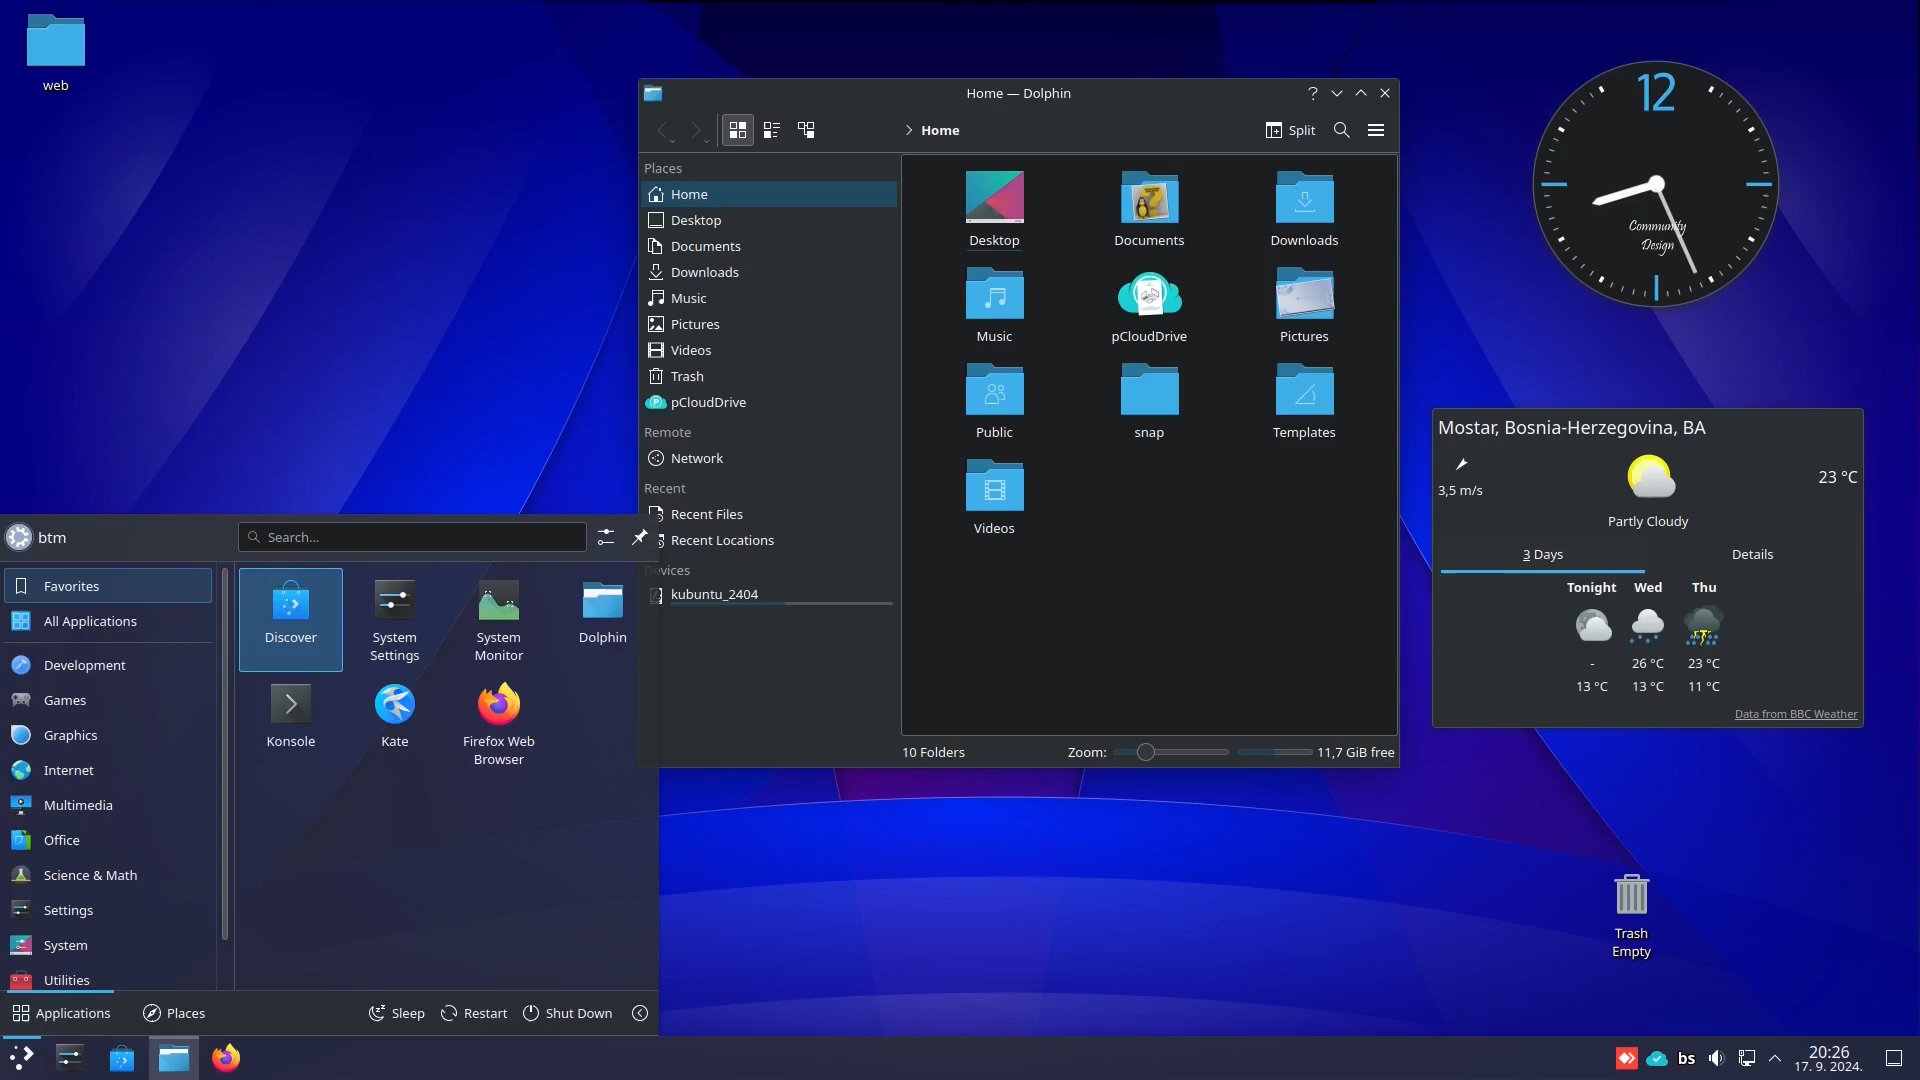 web
Home — Dolphin
Home
Split
Places
Home
Desktop
Documents
Downloads
Music
Pictures
Videos
Trash
pCloudDrive
Remote
Network
Recent
Recent Files
Recent Locations
Devices
kubuntu_2404
Desktop
Documents
Downloads
Music
pCloudDrive
Pictures
Public
snap
Templates
Videos
10 Folders
Zoom:
11,7 GiB free
12
Community
Design
Mostar, Bosnia-Herzegovina, BA
3,5 m/s
23 °C
Partly Cloudy
3 Days
Details
Tonight Wed Thu
- 26 °C 23 °C
13 °C 13 °C 11 °C
Data from BBC Weather
Trash
Empty
btm
Search...
Favorites
All Applications
Development
Games
Graphics
Internet
Multimedia
Office
Science & Math
Settings
System
Utilities
Discover
System
Settings
System
Monitor
Dolphin
Konsole
Kate
Firefox Web
Browser
Applications
Places
Sleep
Restart
Shut Down
bs
20:26
17. 9. 2024.